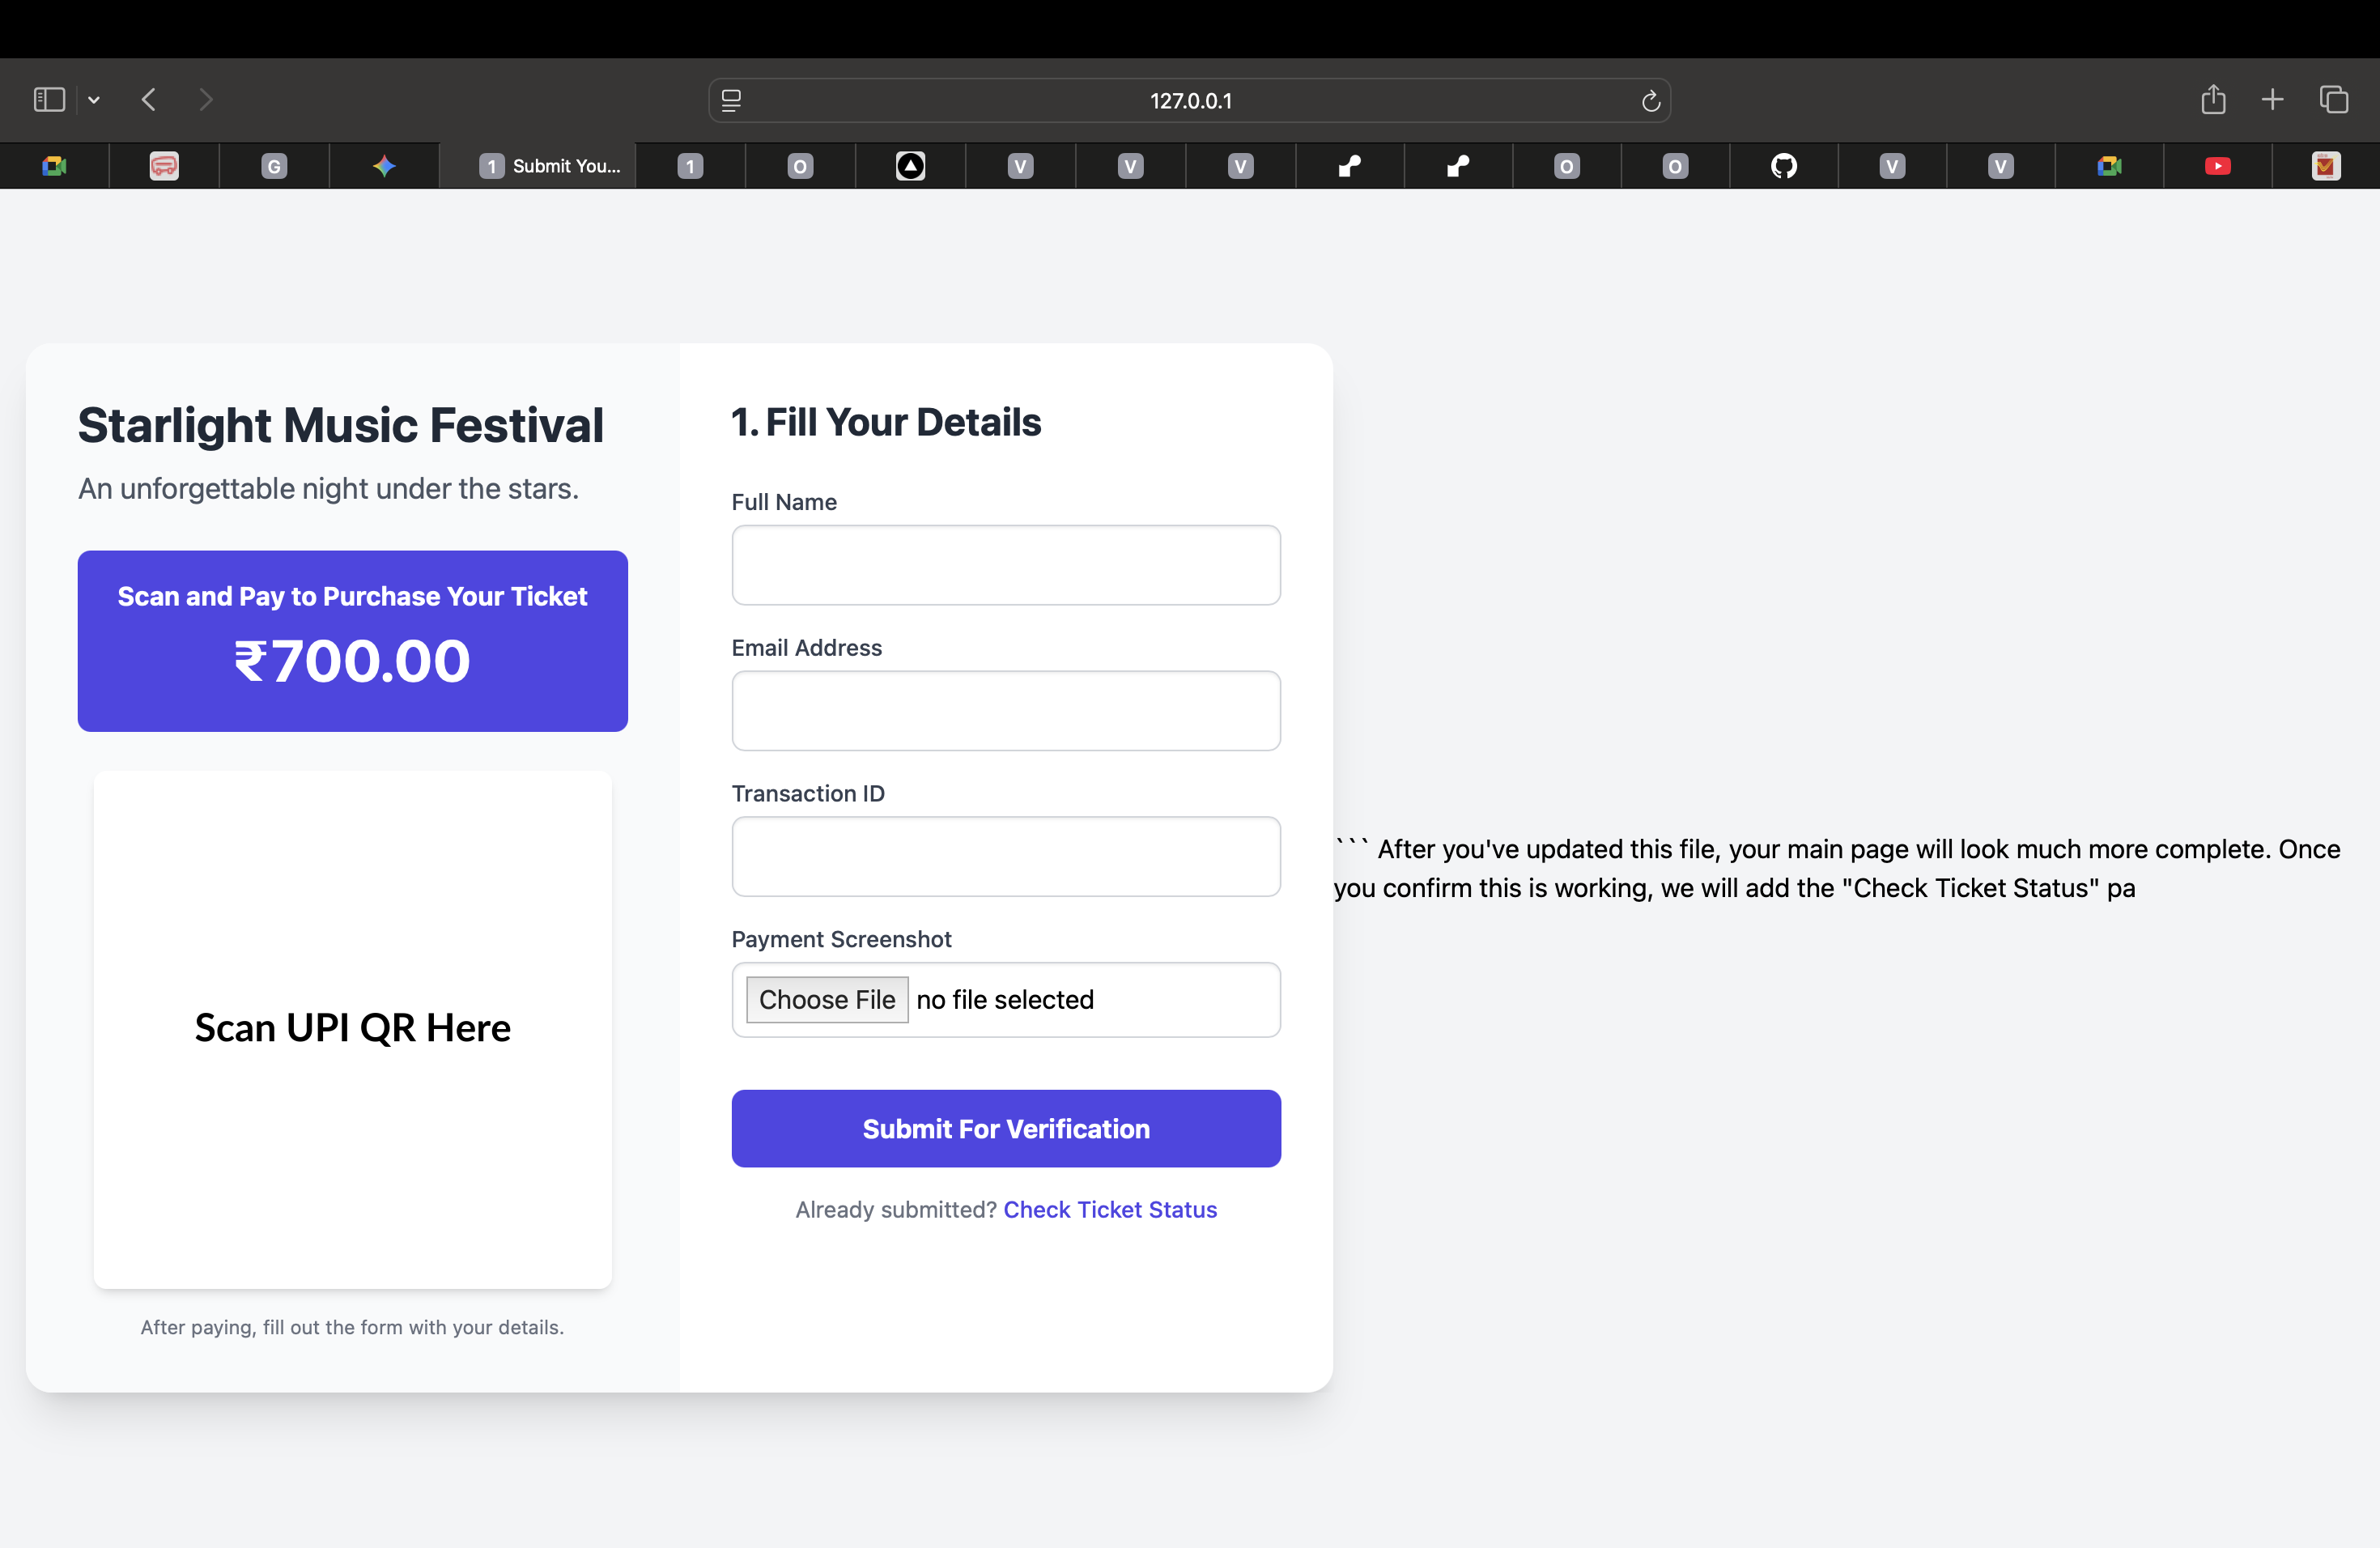 127.0.0.1
G
1 Submit You...
1
O
V
V
V
O
O
V
V
Starlight Music Festival
An unforgettable night under the stars.
Scan and Pay to Purchase Your Ticket
₹700.00
Scan UPI QR Here
After paying, fill out the form with your details.
1. Fill Your Details
Full Name
Email Address
Transaction ID
Payment Screenshot
Choose File no file selected
Submit For Verification
Already submitted? Check Ticket Status
``` After you've updated this file, your main page will look much more complete. Once
you confirm this is working, we will add the "Check Ticket Status" pa